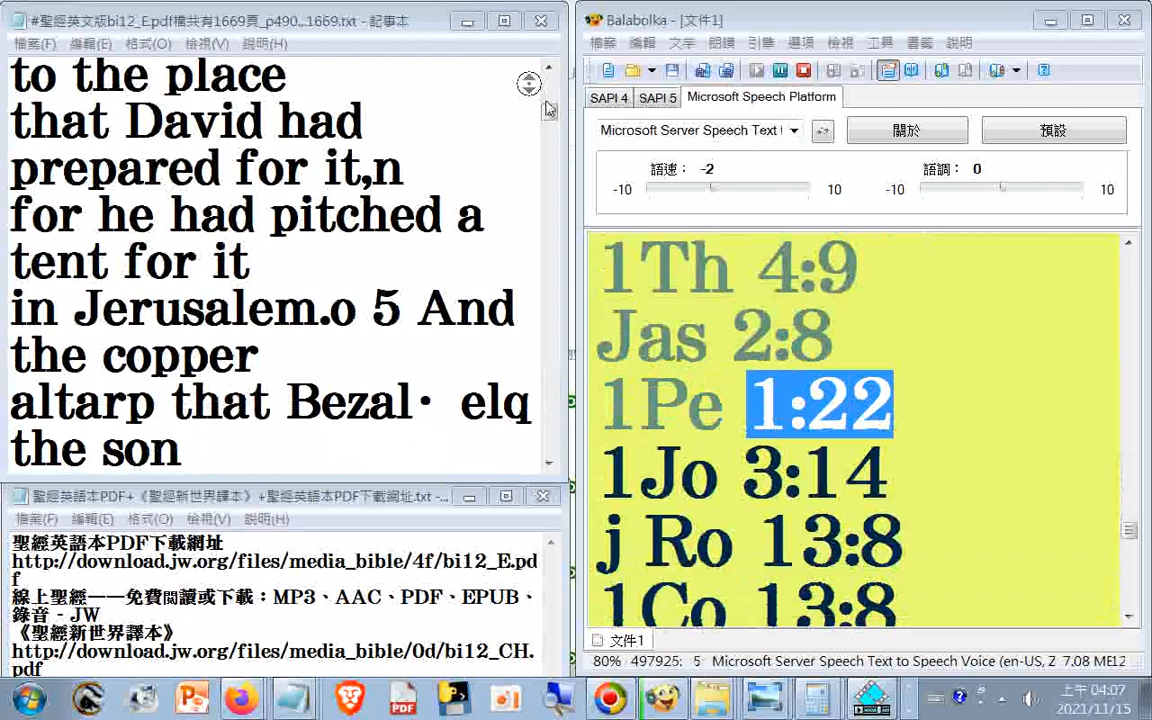 #聖經英文版bi12_E.pdf檔共有1669頁_p490...1669.txt - 記事本
檔案(F) 編輯(E) 格式(O) 檢視(V) 說明(H)
to the place
that David had
prepared for it,n
for he had pitched a
tent for it
in Jerusalem.o 5 And
the copper
altarp that Bezal· elq
the son
聖經英語本PDF+《聖經新世界譯本》+聖經英語本PDF下載網址.txt -...
檔案(F) 編輯(E) 格式(O) 檢視(V) 說明(H)
聖經英語本PDF下載網址
http://download.jw.org/files/media_bible/4f/bi12_E.pd
f
線上聖經——免費閱讀或下載：MP3、AAC、PDF、EPUB、
錄音 - JW
《聖經新世界譯本》
http://download.jw.org/files/media_bible/0d/bi12_CH.
pdf
Balabolka - [文件1]
檔案 編輯 文字 朗讀 引擎 選項 檢視 工具 書籤 說明
SAPI 4 SAPI 5 Microsoft Speech Platform
Microsoft Server Speech Text 關於 預設
語速： -2 語調： 0
-10 10 -10 10
1Th 4:9
Jas 2:8
1Pe 1:22
1Jo 3:14
j Ro 13:8
1Co 13:8
文件1
80% 497925: 5 Microsoft Server Speech Text to Speech Voice (en-US, Z 7.08 ME12
PDF
上午 04:07
2021/11/15